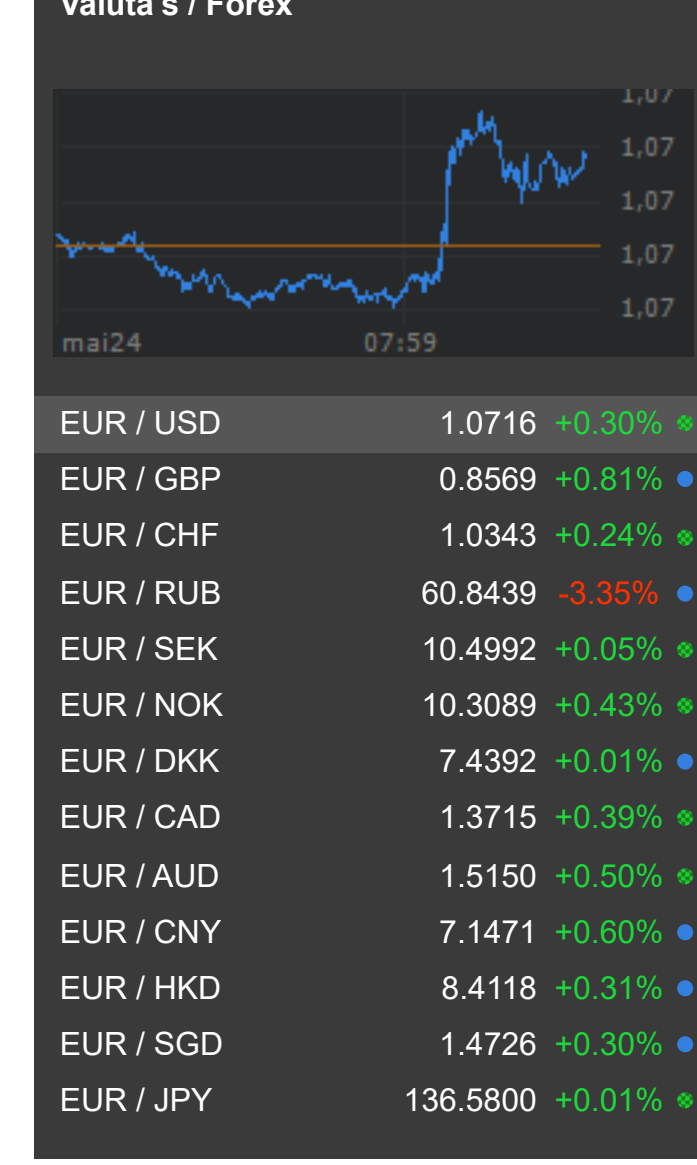 Valuta's / Forex
1,07
1,07
1,07
1,07
1,07
mai24 07:59
EUR / USD 1.0716 +0.30%
EUR / GBP 0.8569 +0.81%
EUR / CHF 1.0343 +0.24%
EUR / RUB 60.8439 -3.35%
EUR / SEK 10.4992 +0.05%
EUR / NOK 10.3089 +0.43%
EUR / DKK 7.4392 +0.01%
EUR / CAD 1.3715 +0.39%
EUR / AUD 1.5150 +0.50%
EUR / CNY 7.1471 +0.60%
EUR / HKD 8.4118 +0.31%
EUR / SGD 1.4726 +0.30%
EUR / JPY 136.5800 +0.01%